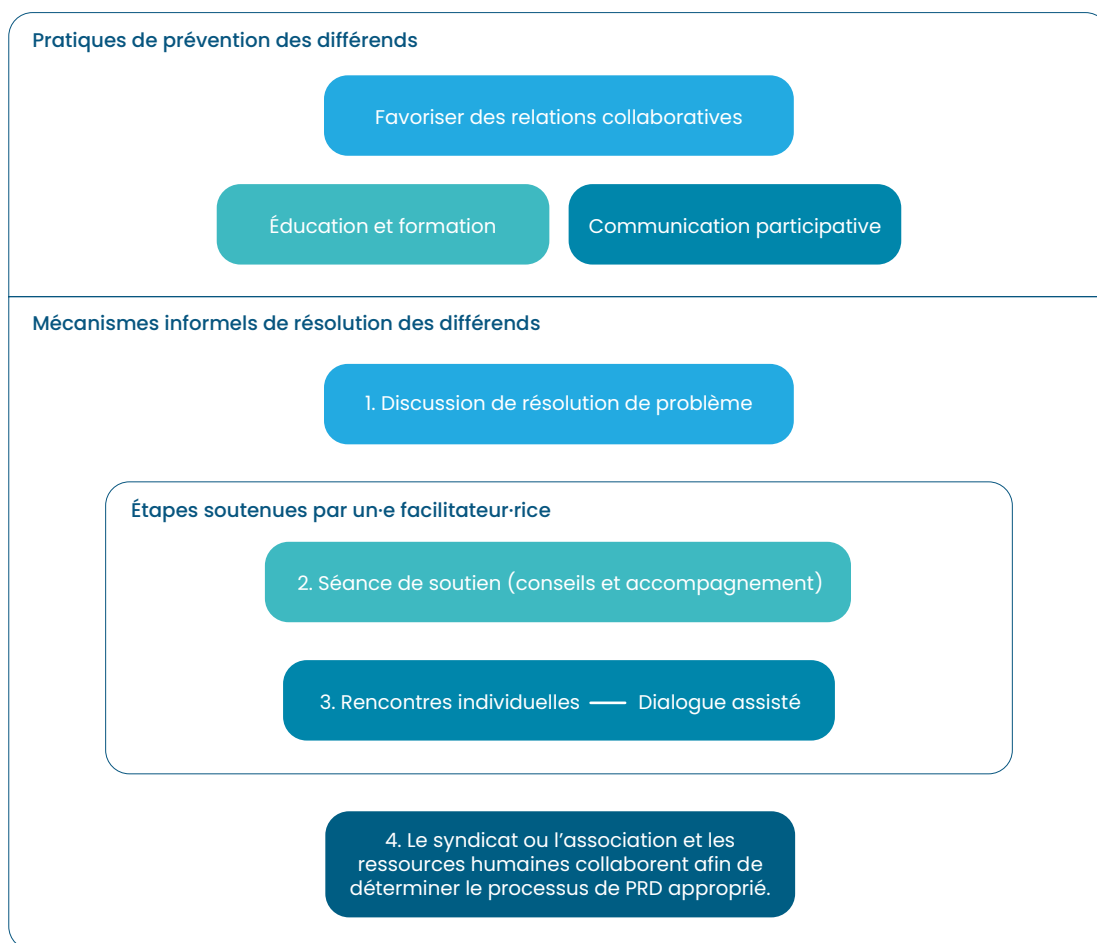 Pratiques de prévention des différends
Favoriser des relations collaboratives
Éducation et formation
Communication participative
Mécanismes informels de résolution des différends
1. Discussion de résolution de problème
Étapes soutenues par un·e facilitateur·rice
2. Séance de soutien (conseils et accompagnement)
3. Rencontres individuelles — Dialogue assisté
4. Le syndicat ou l’association et les
ressources humaines collaborent afin de
déterminer le processus de PRD approprié.